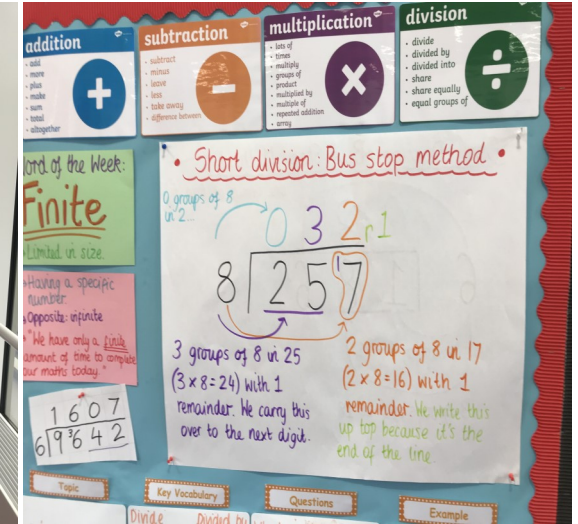 addition
• add
• more
• plus
• make
• sum
• total
• altogether
subtraction
• subtract
• minus
• leave
• less
• take away
• difference between
multiplication
• lots of
• times
• multiply
• groups of
• product
• multiplied by
• multiple of
• repeated addition
• array
division
• divide
• divided by
• divided into
• share
• share equally
• equal groups of
+
−
×
÷
of the Week:
Finite
Limited in size.
Having a specific
number.
Opposite: infinite
"We have only a finite
amount of time to complete
our maths today."
1 6 0 7
6 9 ³6 4 2
• Short division: Bus stop method •
0 groups of 8
in 2...
0 3 2 r1
8 2 5 ¹7
3 groups of 8 in 25
(3 x 8 = 24) with 1
remainder. We carry this
over to the next digit.
2 groups of 8 in 17
(2 x 8 = 16) with 1
remainder. We write this
up top because it's the
end of the line.
Topic
Key Vocabulary
Questions
Example
Divide Divided by